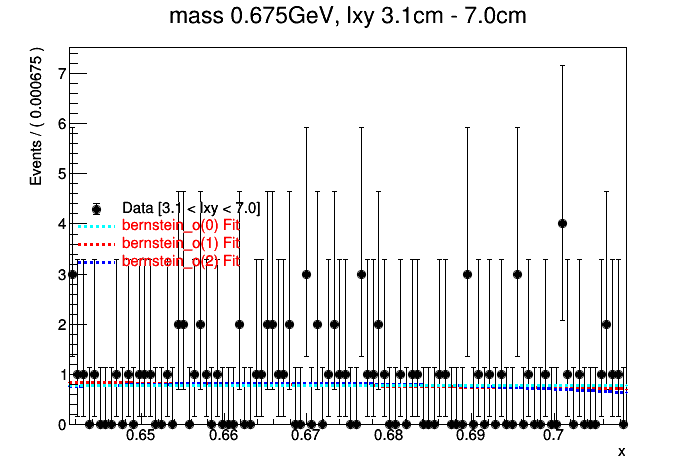 mass 0.675GeV, lxy 3.1cm - 7.0cm
Events / ( 0.000675 )
7
6
5
4
3
2
1
0
Data [3.1 < lxy < 7.0]
bernstein_o(0) Fit
bernstein_o(1) Fit
bernstein_o(2) Fit
0.65 0.66 0.67 0.68 0.69 0.7
x